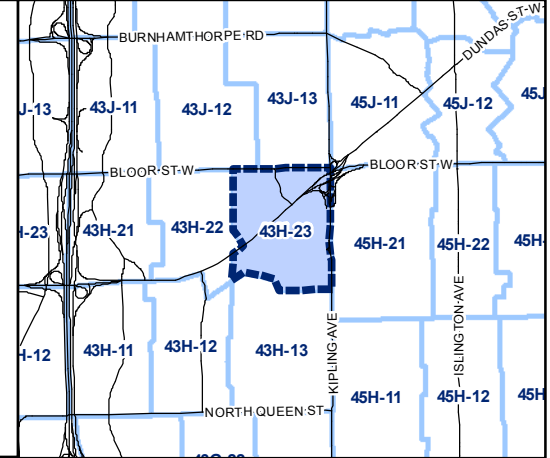 BURNHAMTHORPE RD
DUNDAS ST W
J-13
43J-11
43J-12
43J-13
45J-11
45J-12
45J
BLOOR ST W
BLOOR ST W
H-23
43H-21
43H-22
43H-23
45H-21
45H-22
45H-
KIPLING AVE
ISLINGTON AVE
H-12
43H-11
43H-12
43H-13
45H-11
45H-12
45H
NORTH QUEEN ST